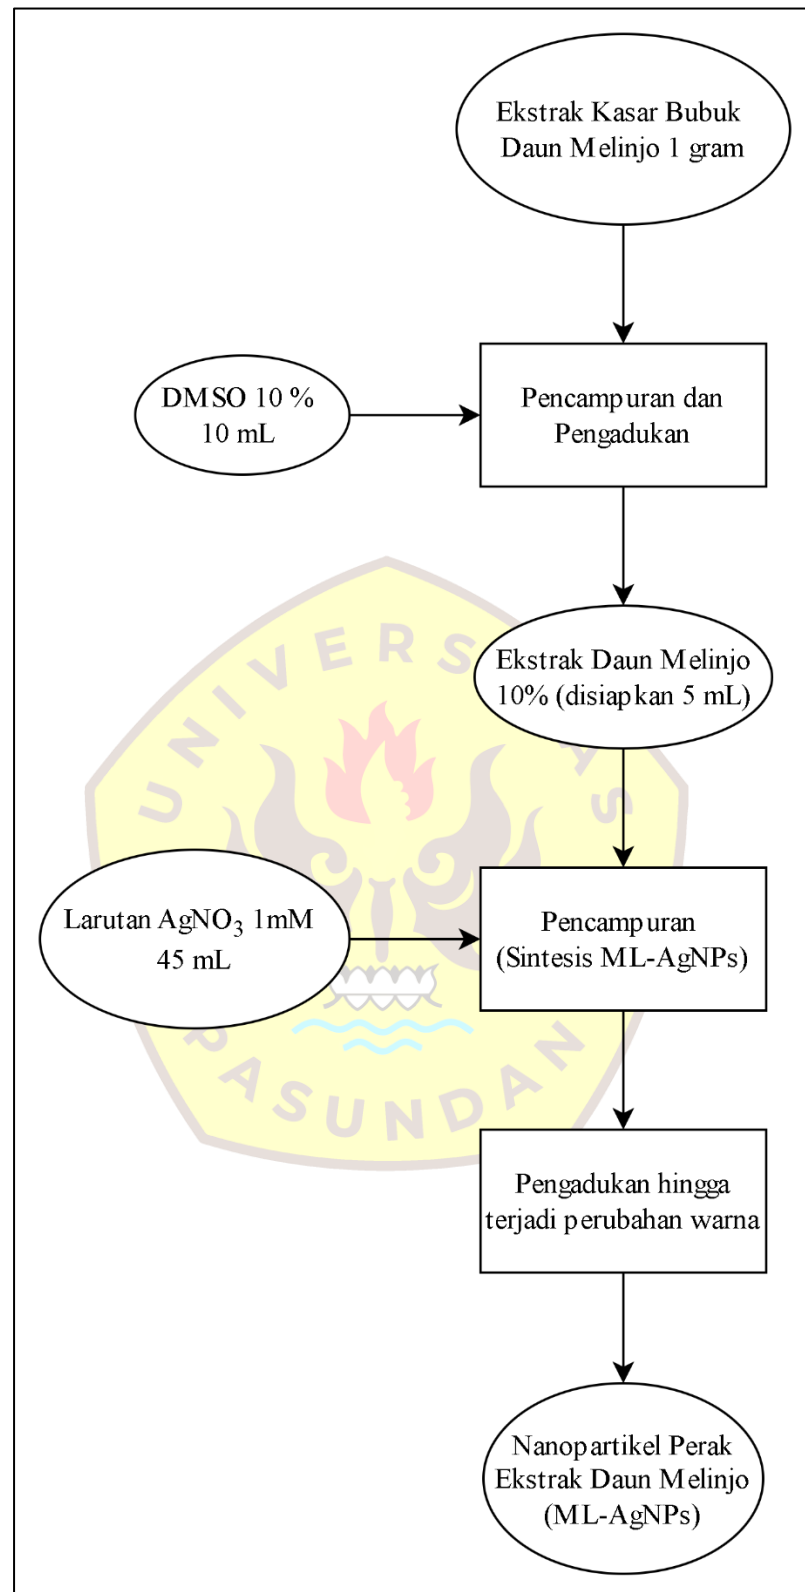 Ekstrak Kasar Bubuk
Daun Melinjo 1 gram
DMSO 10 %
10 mL
Pencampuran dan
Pengadukan
Ekstrak Daun Melinjo
10% (disiapkan 5 mL)
Larutan AgNO₃ 1mM
45 mL
Pencampuran
(Sintesis ML-AgNPs)
Pengadukan hingga
terjadi perubahan warna
Nanopartikel Perak
Ekstrak Daun Melinjo
(ML-AgNPs)
UNIVERSITAS
PASUNDAN